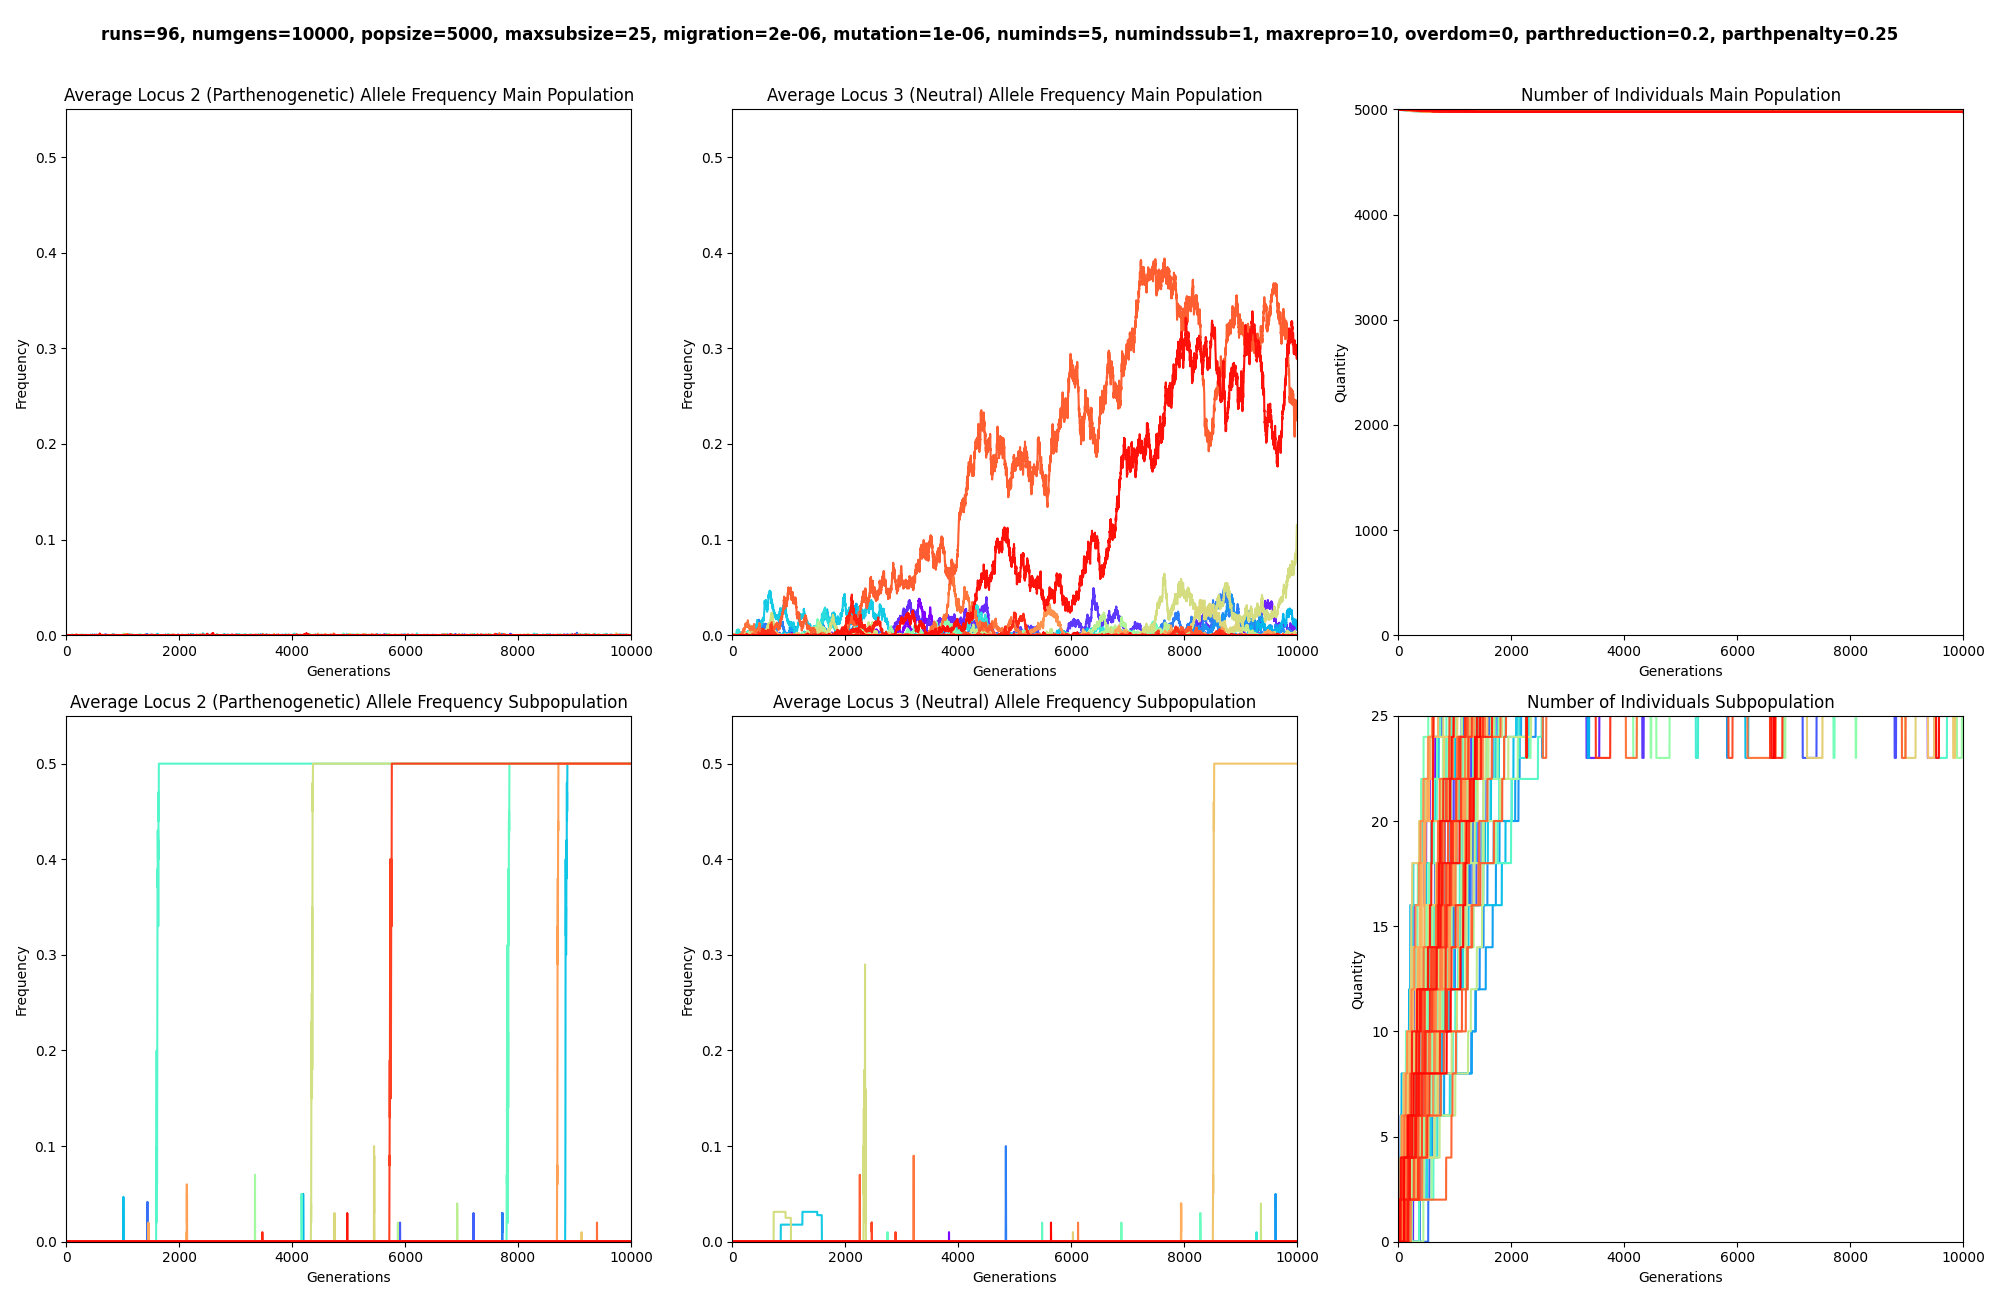 runs=96, numgens=10000, popsize=5000, maxsubsize=25, migration=2e-06, mutation=1e-06, numinds=5, numindssub=1, maxrepro=10, overdom=0, parthreduction=0.2, parthpenalty=0.25
Average Locus 2 (Parthenogenetic) Allele Frequency Main Population
Frequency
0.5
0.4
0.3
0.2
0.1
0.0
0 2000 4000 6000 8000 10000
Generations
Average Locus 3 (Neutral) Allele Frequency Main Population
Frequency
0.5
0.4
0.3
0.2
0.1
0.0
0 2000 4000 6000 8000 10000
Generations
Number of Individuals Main Population
Quantity
5000
4000
3000
2000
1000
0
0 2000 4000 6000 8000 10000
Generations
Average Locus 2 (Parthenogenetic) Allele Frequency Subpopulation
Frequency
0.5
0.4
0.3
0.2
0.1
0.0
0 2000 4000 6000 8000 10000
Generations
Average Locus 3 (Neutral) Allele Frequency Subpopulation
Frequency
0.5
0.4
0.3
0.2
0.1
0.0
0 2000 4000 6000 8000 10000
Generations
Number of Individuals Subpopulation
Quantity
25
20
15
10
5
0
0 2000 4000 6000 8000 10000
Generations